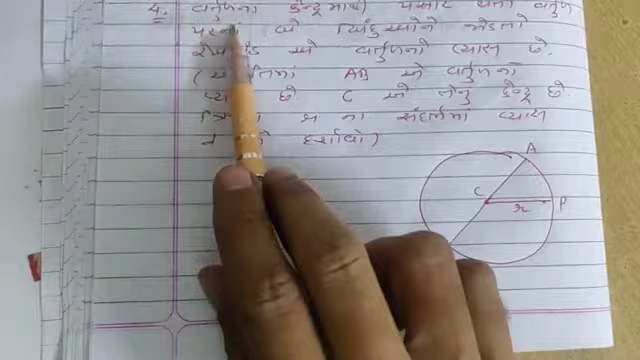 4. વર્તુળના કેન્દ્રમાંથી પસાર થતાં વર્તુળ
પરનાં બે બિંદુઓને જોડતો
રેખાખંડ એ વર્તુળનો વ્યાસ છે.
આકૃતિમાં AB એ વર્તુળનો
વ્યાસ છે C એ તેનું કેન્દ્ર છે.
ત્રિજ્યા ના સંદર્ભમાં વ્યાસ
દર્શાવો)
A
C
r
P